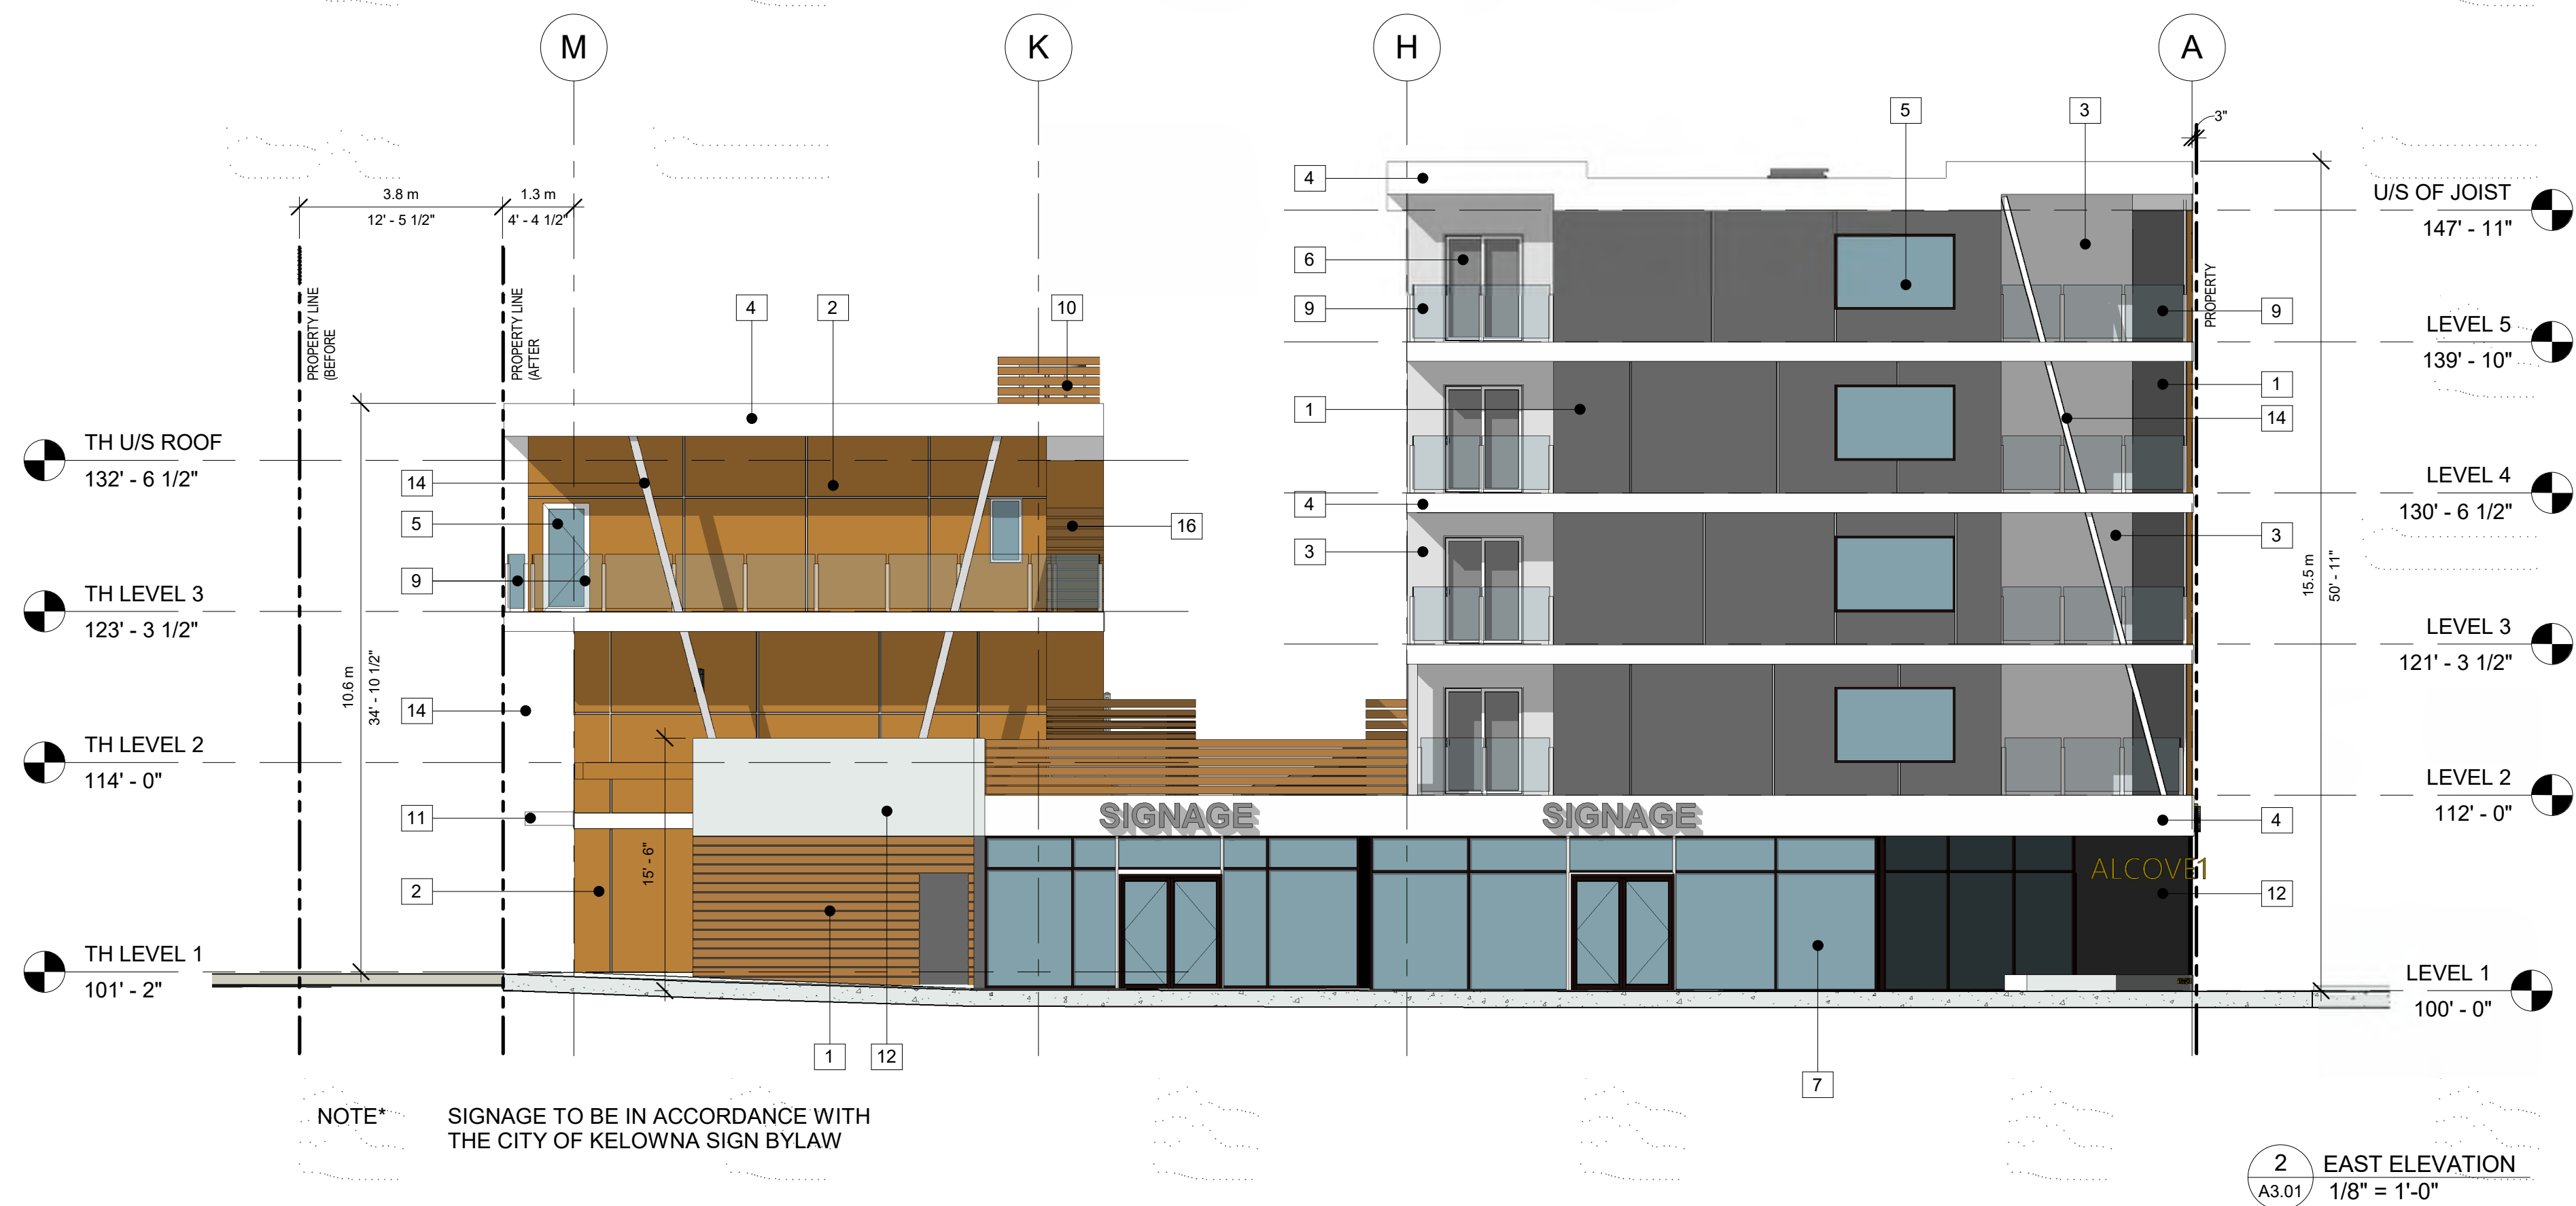 M
K
H
A
5
3
3"
4
3.8 m
1.3 m
12' - 5 1/2"
4' - 4 1/2"
U/S OF JOIST
147' - 11"
6
9
PROPERTY LINE
(BEFORE
PROPERTY LINE
(AFTER
4
2
10
PROPERTY
9
LEVEL 5
139' - 10"
1
1
14
TH U/S ROOF
132' - 6 1/2"
14
5
16
4
3
LEVEL 4
130' - 6 1/2"
3
9
TH LEVEL 3
123' - 3 1/2"
15.5 m
50' - 11"
LEVEL 3
121' - 3 1/2"
10.6 m
34' - 10 1/2"
14
TH LEVEL 2
114' - 0"
LEVEL 2
112' - 0"
11
SIGNAGE
SIGNAGE
4
15' - 6"
ALCOVE1
2
12
TH LEVEL 1
101' - 2"
LEVEL 1
100' - 0"
1
12
7
NOTE*
SIGNAGE TO BE IN ACCORDANCE WITH
THE CITY OF KELOWNA SIGN BYLAW
2
EAST ELEVATION
A3.01
1/8" = 1'-0"